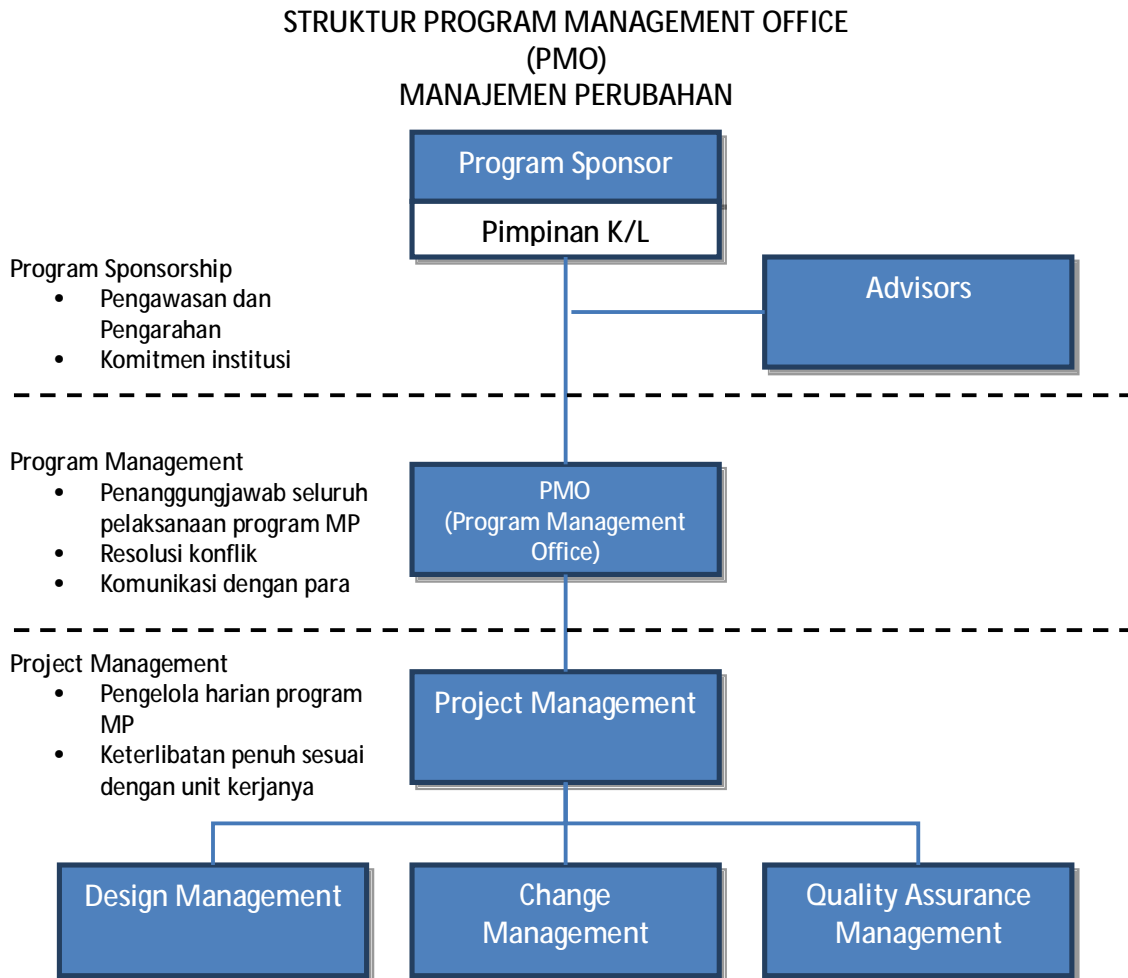 STRUKTUR PROGRAM MANAGEMENT OFFICE
(PMO)
MANAJEMEN PERUBAHAN
Program Sponsor
Pimpinan K/L
Program Sponsorship
• Pengawasan dan
Pengarahan
• Komitmen institusi
Advisors
Program Management
• Penanggungjawab seluruh
pelaksanaan program MP
• Resolusi konflik
• Komunikasi dengan para
PMO
(Program Management
Office)
Project Management
• Pengelola harian program
MP
• Keterlibatan penuh sesuai
dengan unit kerjanya
Project Management
Design Management
Change
Management
Quality Assurance
Management